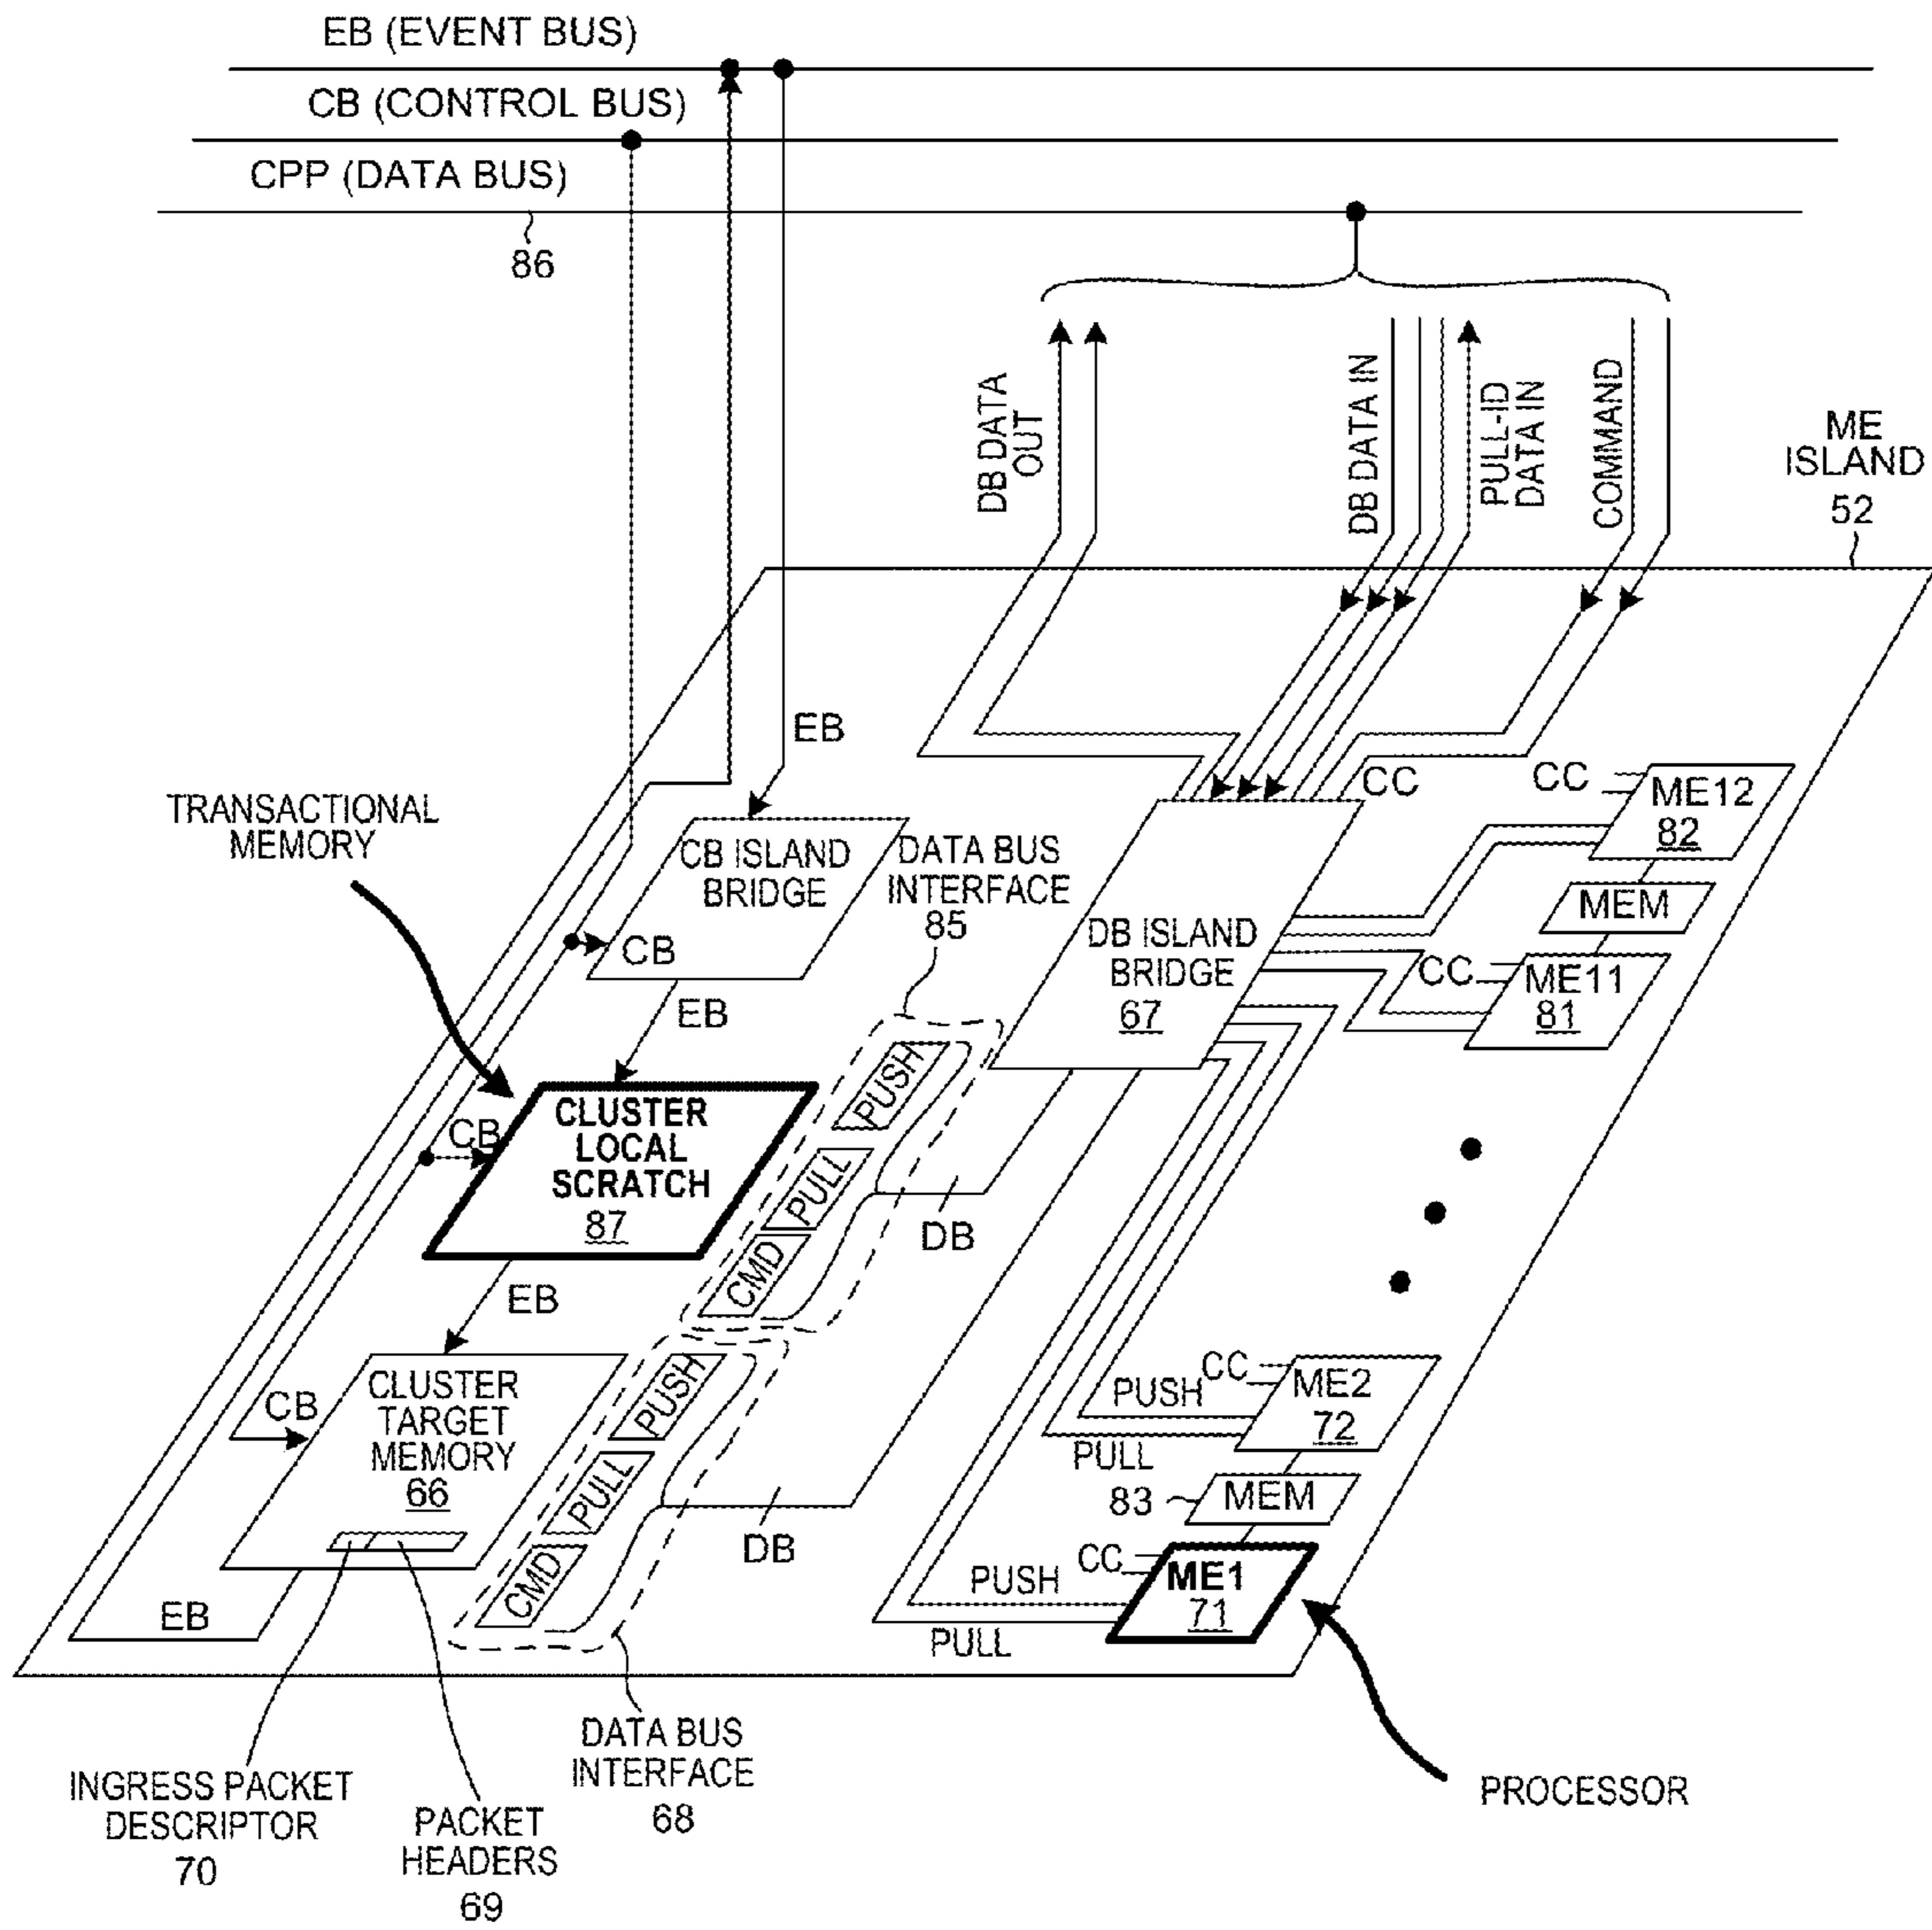 EB (EVENT BUS)
CB (CONTROL BUS)
CPP (DATA BUS)
86
DB DATA
OUT
DB DATA IN
PULL-ID
DATA IN
COMMAND
ME
ISLAND
52
EB
CC
CC
ME12
82
TRANSACTIONAL
MEMORY
CB ISLAND
BRIDGE
DATA BUS
INTERFACE
85
MEM
CB
DB ISLAND
BRIDGE
67
CC
ME11
81
EB
PUSH
CB
CLUSTER
LOCAL
SCRATCH
87
PULL
DB
CMD
EB
CB
CLUSTER
TARGET
MEMORY
66
PUSH
PULL
CMD
DB
PUSH
CC
ME2
72
PULL
83
MEM
CC
ME1
71
PUSH
PULL
EB
DATA BUS
INTERFACE
68
INGRESS PACKET
DESCRIPTOR
70
PACKET
HEADERS
69
PROCESSOR